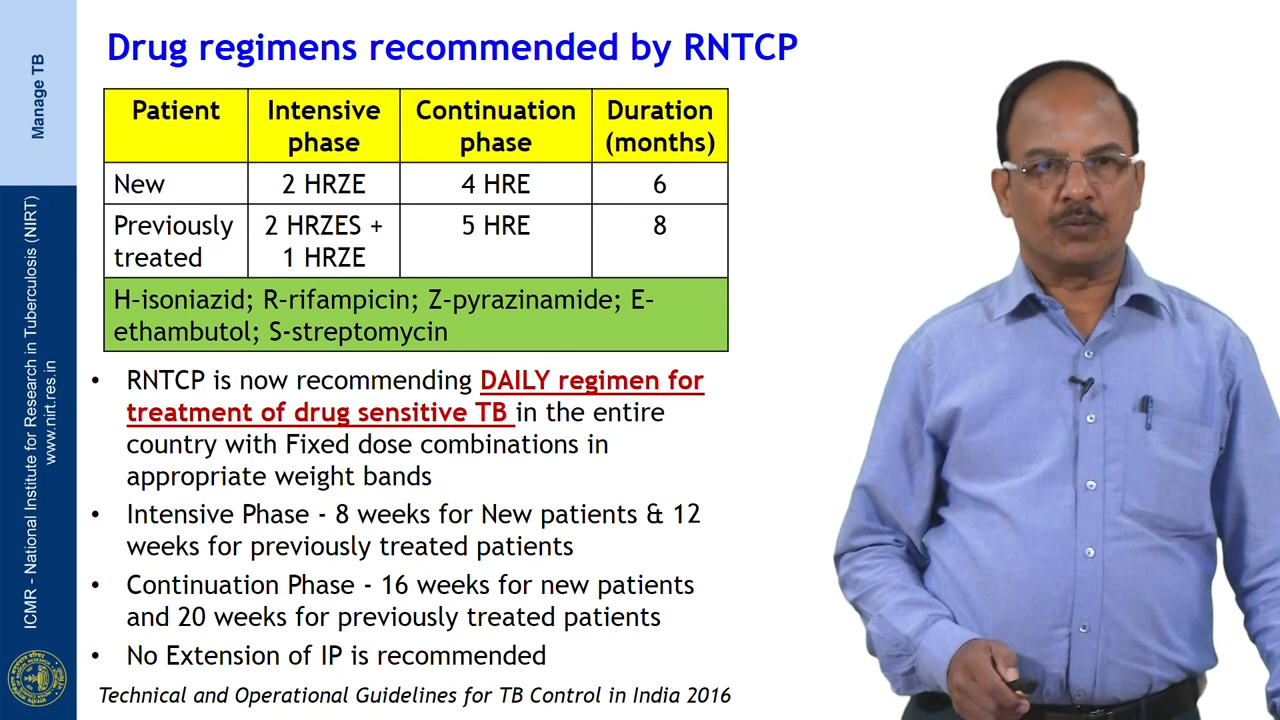 Manage TB
ICMR - National Institute for Research in Tuberculosis (NIRT)
www.nirt.res.in
Drug regimens recommended by RNTCP
Patient
Intensive phase
Continuation phase
Duration (months)
New
2 HRZE
4 HRE
6
Previously treated
2 HRZES + 1 HRZE
5 HRE
8
H-isoniazid; R-rifampicin; Z-pyrazinamide; E-
ethambutol; S-streptomycin
• RNTCP is now recommending DAILY regimen for
treatment of drug sensitive TB in the entire
country with Fixed dose combinations in
appropriate weight bands
• Intensive Phase - 8 weeks for New patients & 12
weeks for previously treated patients
• Continuation Phase - 16 weeks for new patients
and 20 weeks for previously treated patients
• No Extension of IP is recommended
Technical and Operational Guidelines for TB Control in India 2016